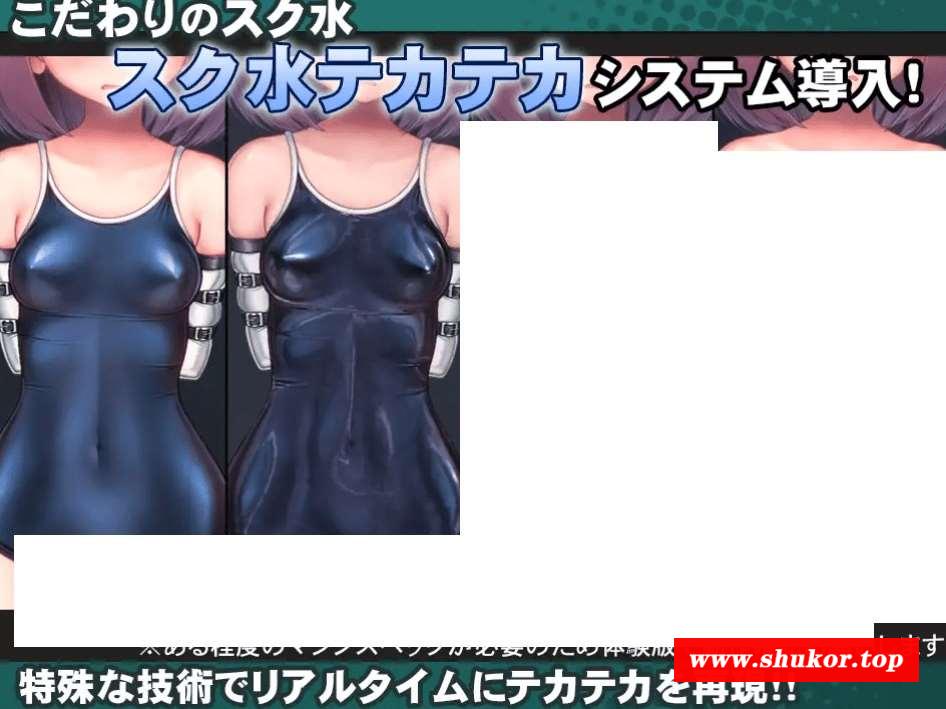 こだわりのスク水
スク水テカテカシステム導入!
※ある程度のマシンスペックが必要のため体験版
ます
特殊な技術でリアルタイムにテカテカを再現!!
www.shukor.top